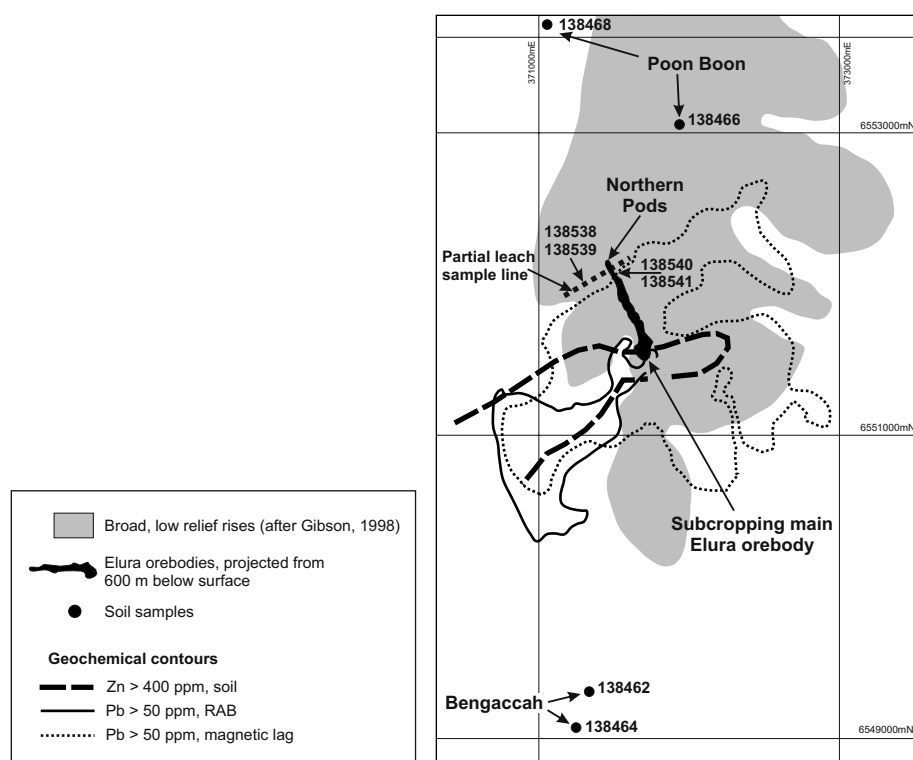 138468
371000mE
373000mE
Poon Boon
138466
6553000mN
Northern
Pods
138538
138539
Partial leach
sample line
138540
138541
6551000mN
Subcropping main
Elura orebody
138462
Bengaccah
138464
6549000mN
Broad, low relief rises (after Gibson, 1998)
Elura orebodies, projected from
600 m below surface
Soil samples
Geochemical contours
Zn > 400 ppm, soil
Pb > 50 ppm, RAB
Pb > 50 ppm, magnetic lag